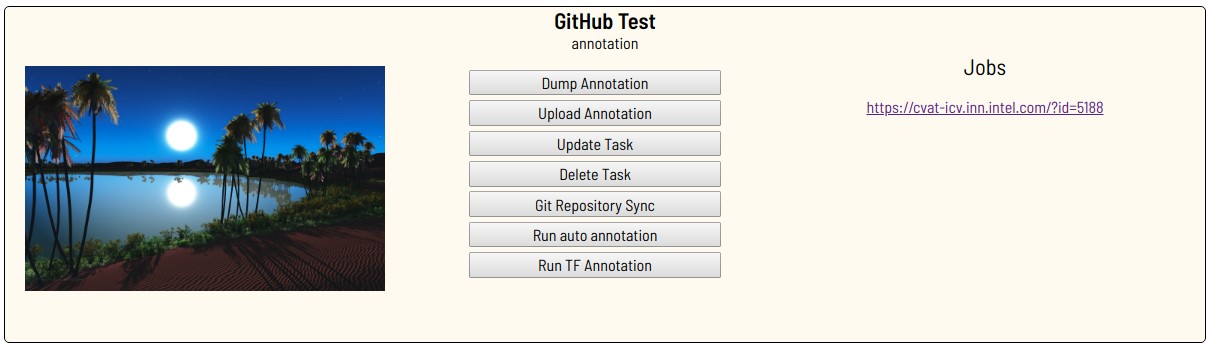 GitHub Test
annotation
Dump Annotation
Upload Annotation
Update Task
Delete Task
Git Repository Sync
Run auto annotation
Run TF Annotation
Jobs
https://cvat-icv.inn.intel.com/?id=5188